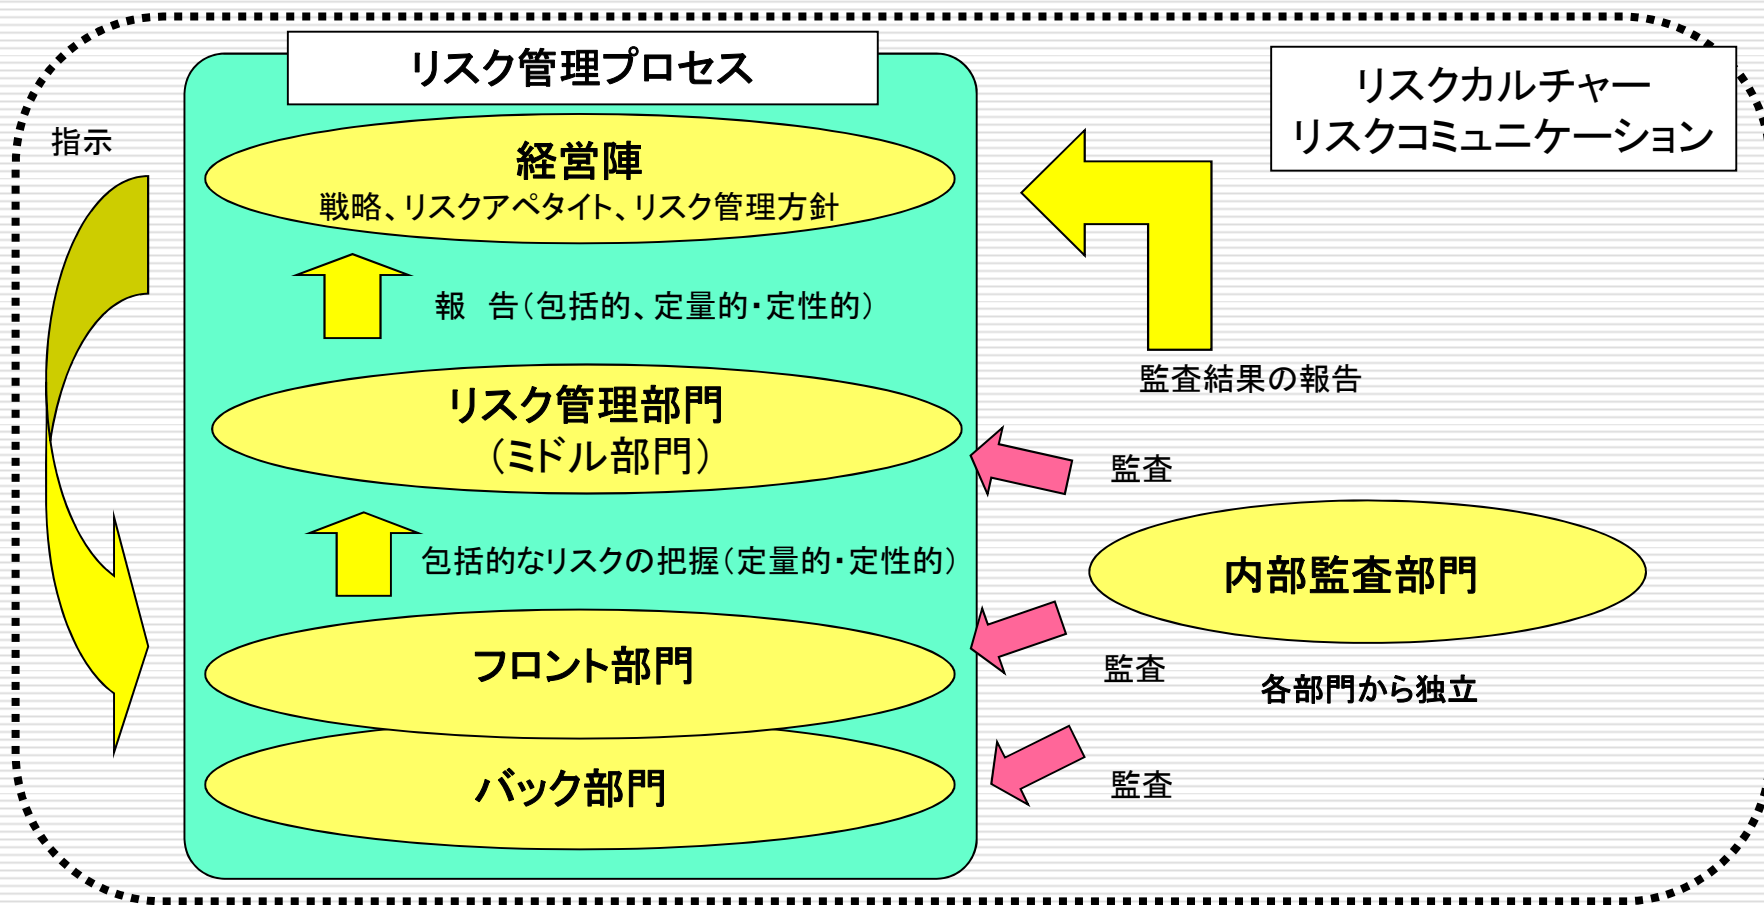 リスク管理プロセス
リスクカルチャー
リスクコミュニケーション
指示
経営陣
戦略、リスクアペタイト、リスク管理方針
報　告（包括的、定量的・定性的）
監査結果の報告
リスク管理部門
（ミドル部門）
監査
包括的なリスクの把握（定量的・定性的）
内部監査部門
フロント部門
監査
各部門から独立
バック部門
監査